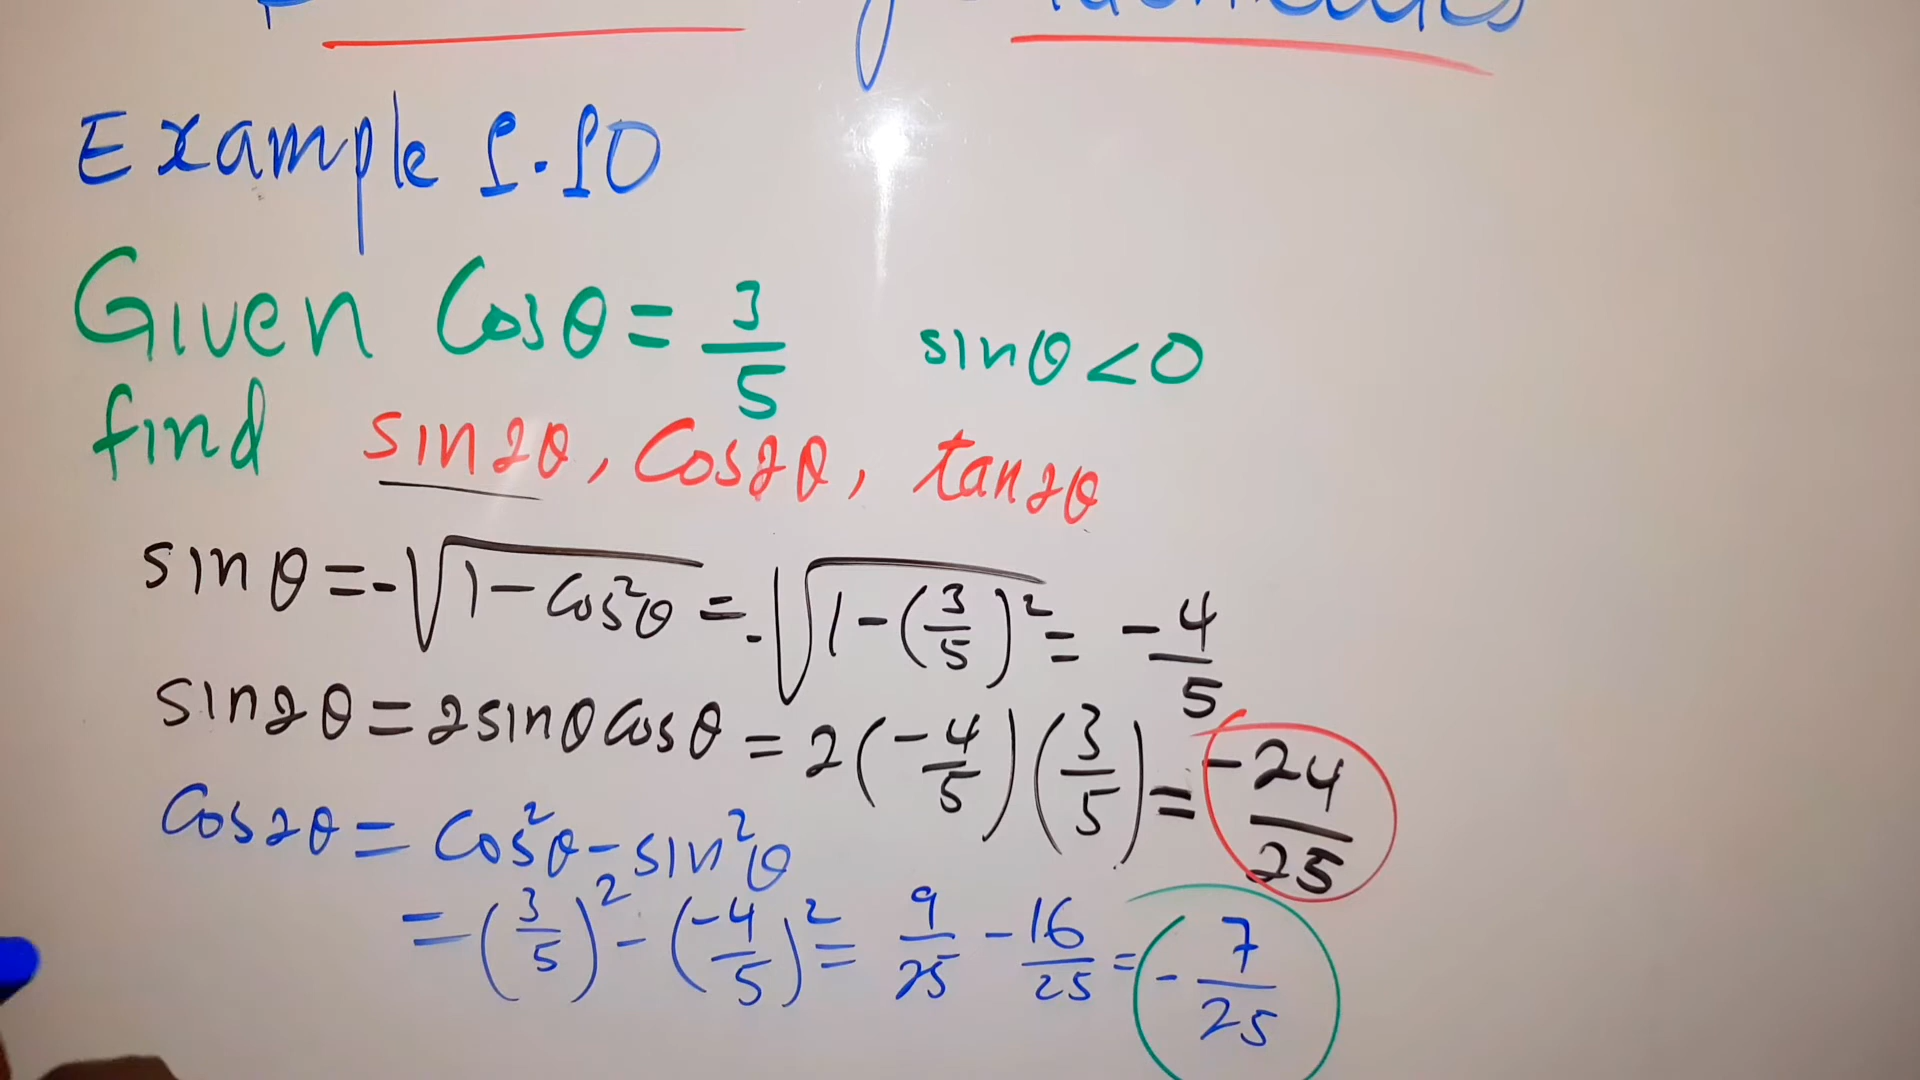 Example 1.10
Given Cosθ = 3/5 sinθ < 0
find sin2θ, Cos2θ, tan2θ
sinθ = -√(1 - Cos²θ) = -√(1 - (3/5)²) = -4/5
sin2θ = 2sinθcosθ = 2(-4/5)(3/5) = -24/25
Cos2θ = Cos²θ - sin²θ
= (3/5)² - (-4/5)² = 9/25 - 16/25 = -7/25